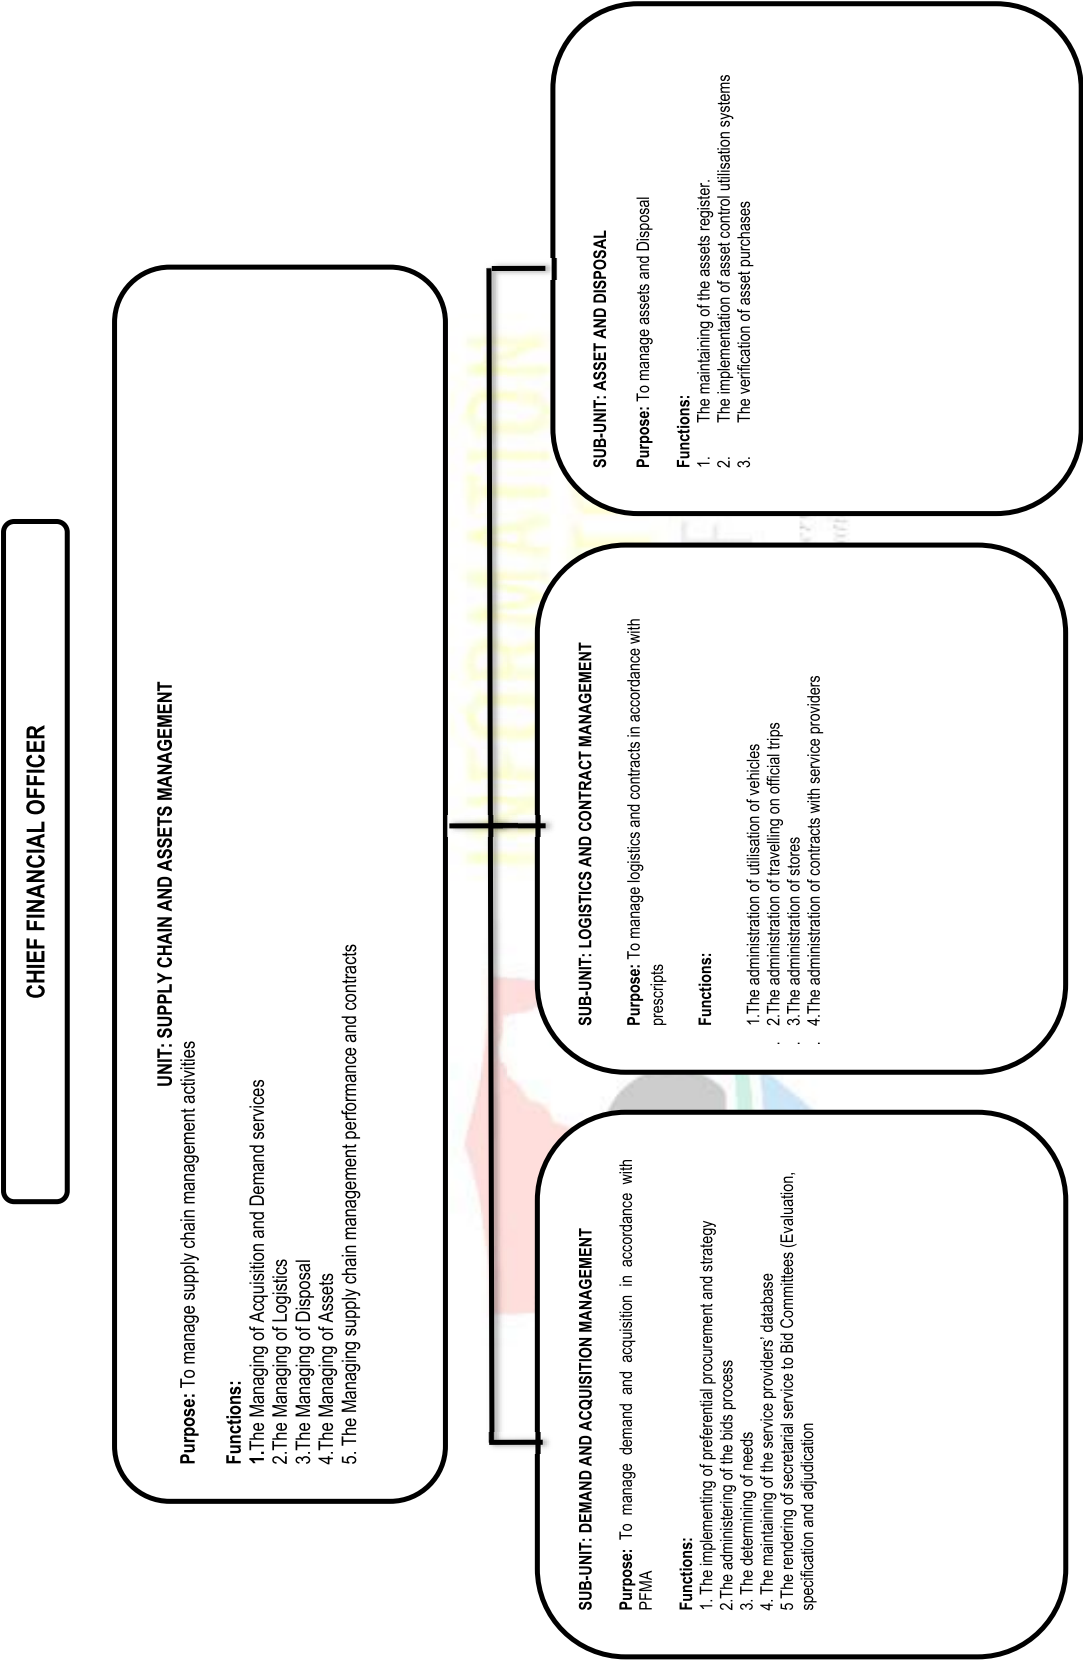 CHIEF FINANCIAL OFFICER
UNIT: SUPPLY CHAIN AND ASSETS MANAGEMENT
Purpose: To manage supply chain management activities
Functions:
1.The Managing of Acquisition and Demand services
2.The Managing of Logistics
3.The Managing of Disposal
4.The Managing of Assets
5. The Managing supply chain management performance and contracts
SUB-UNIT: DEMAND AND ACQUISITION MANAGEMENT
Purpose: To manage demand and acquisition in accordance with
PFMA
Functions:
1. The implementing of preferential procurement and strategy
2.The administering of the bids process
3. The determining of needs
4. The maintaining of the service providers’ database
5 The rendering of secretarial service to Bid Committees (Evaluation,
specification and adjudication
SUB-UNIT: LOGISTICS AND CONTRACT MANAGEMENT
Purpose: To manage logistics and contracts in accordance with
prescripts
Functions:
1.The administration of utilisation of vehicles
. 2.The administration of travelling on official trips
. 3.The administration of stores
. 4.The administration of contracts with service providers
SUB-UNIT: ASSET AND DISPOSAL
Purpose: To manage assets and Disposal
Functions:
1. The maintaining of the assets register.
2. The implementation of asset control utilisation systems
3. The verification of asset purchases
INFORMATION